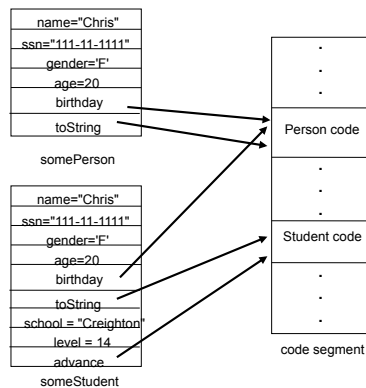 name="Chris"
ssn="111-11-1111"
gender='F'
age=20
birthday
toString
somePerson
name="Chris"
ssn="111-11-1111"
gender='F'
age=20
birthday
toString
school = "Creighton"
level = 14
advance
someStudent
.
.
.
Person code
.
.
.
Student code
.
.
.
code segment